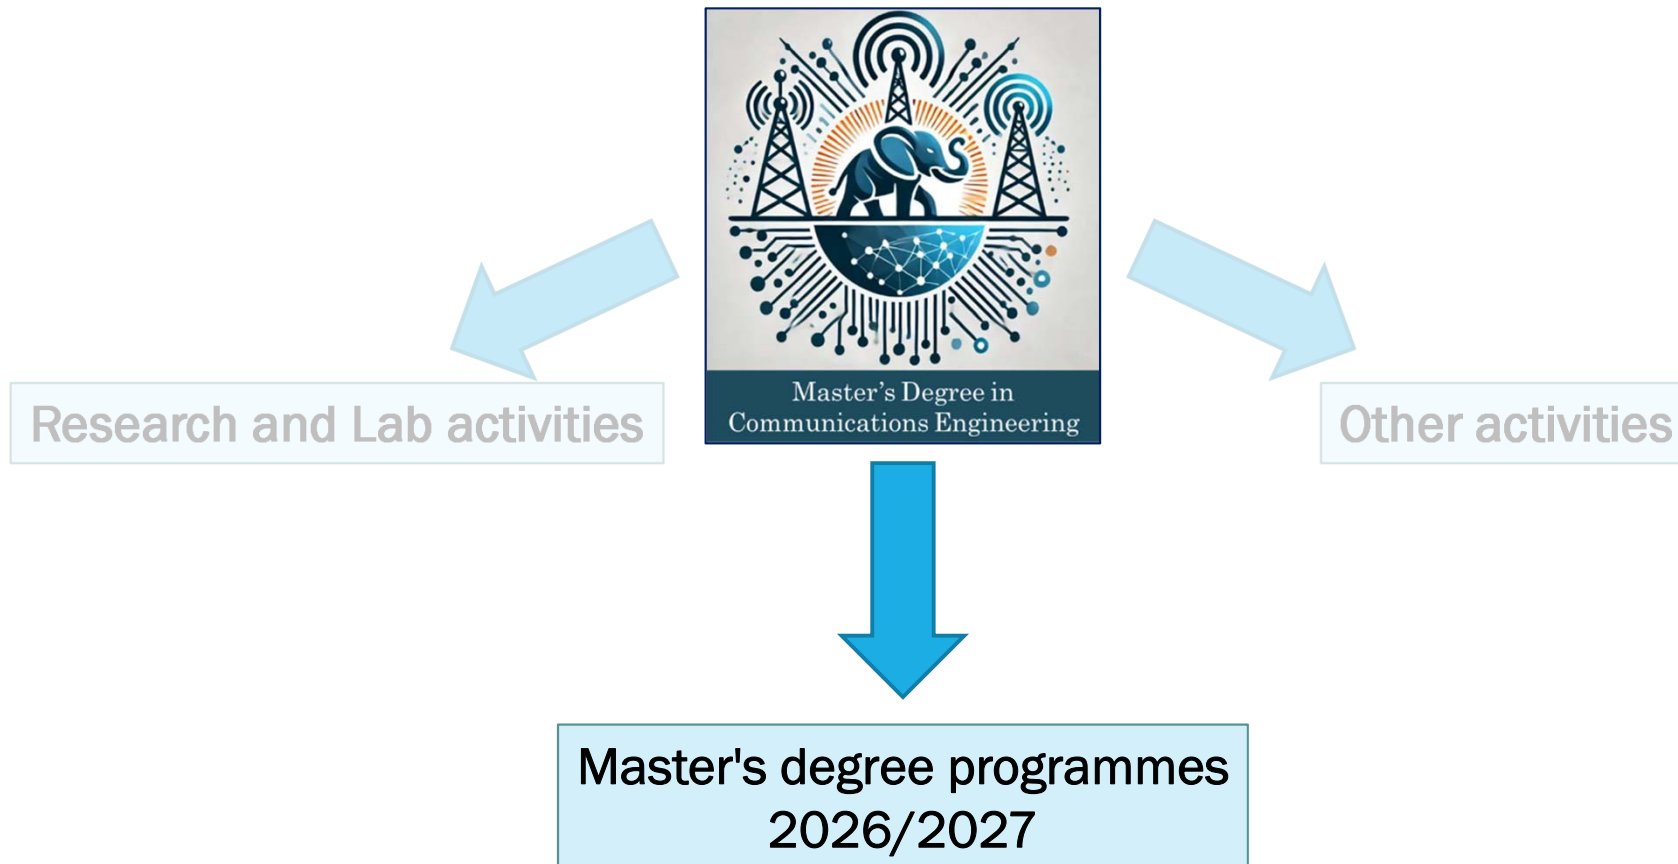 Master's Degree in
Communications Engineering
Research and Lab activities
Other activities
Master's degree programmes
2026/2027